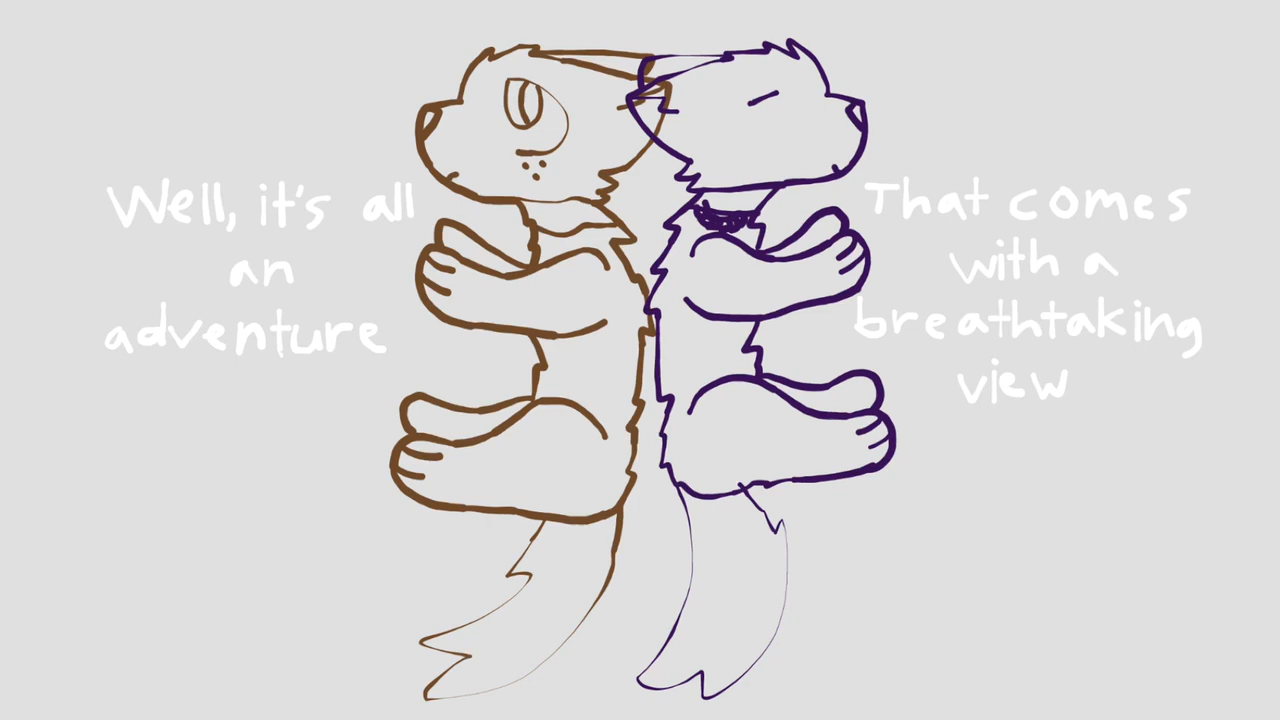 Well, it's all
an
adventure
That comes
with a
breathtaking
view